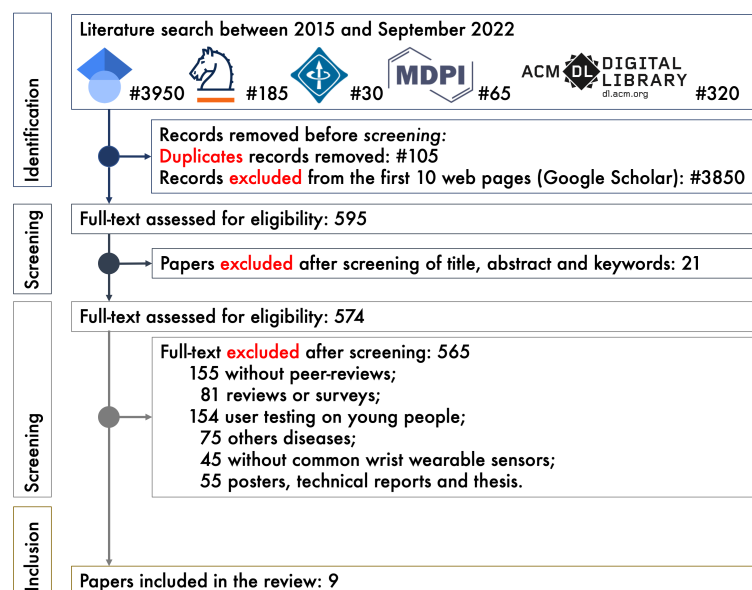 Identification
Literature search between 2015 and September 2022
#3950
#185
#30
MDPI
#65
ACM DL DIGITAL
LIBRARY
dl.acm.org
#320
Records removed before screening:
Duplicates records removed: #105
Records excluded from the first 10 web pages (Google Scholar): #3850
Screening
Full-text assessed for eligibility: 595
Papers excluded after screening of title, abstract and keywords: 21
Screening
Full-text assessed for eligibility: 574
Full-text excluded after screening: 565
155 without peer-reviews;
81 reviews or surveys;
154 user testing on young people;
75 others diseases;
45 without common wrist wearable sensors;
55 posters, technical reports and thesis.
Inclusion
Papers included in the review: 9